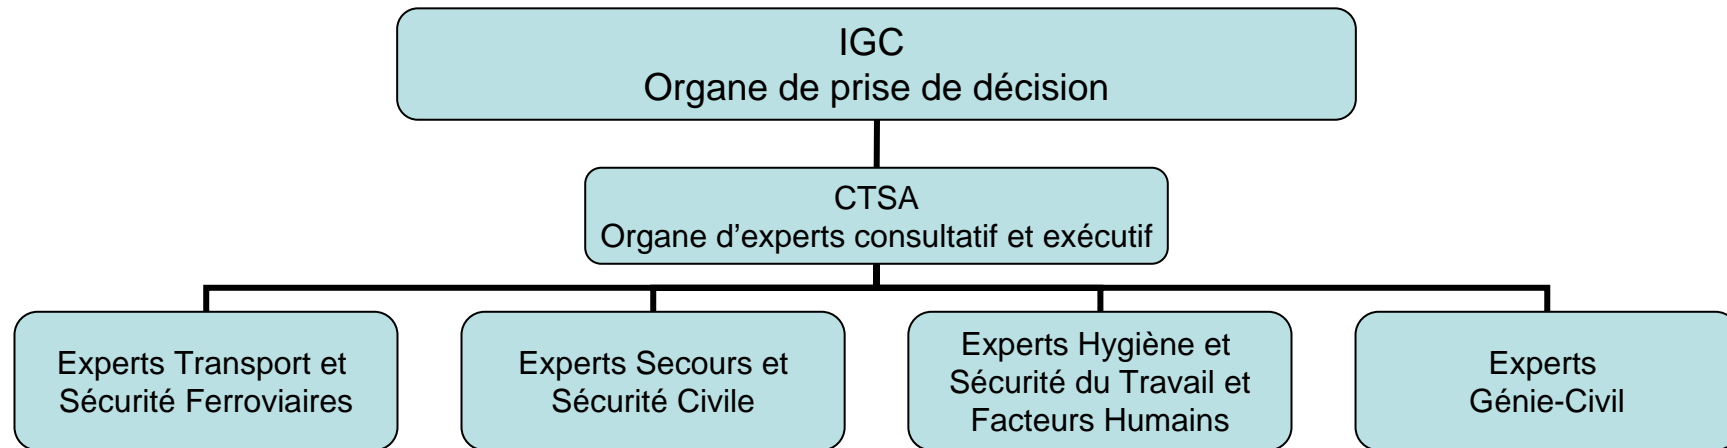 IGC
Organe de prise de décision
CTSA
Organe d'experts consultatif et exécutif
Experts Transport et
Sécurité Ferroviaires
Experts Secours et
Sécurité Civile
Experts Hygiène et
Sécurité du Travail et
Facteurs Humains
Experts
Génie-Civil